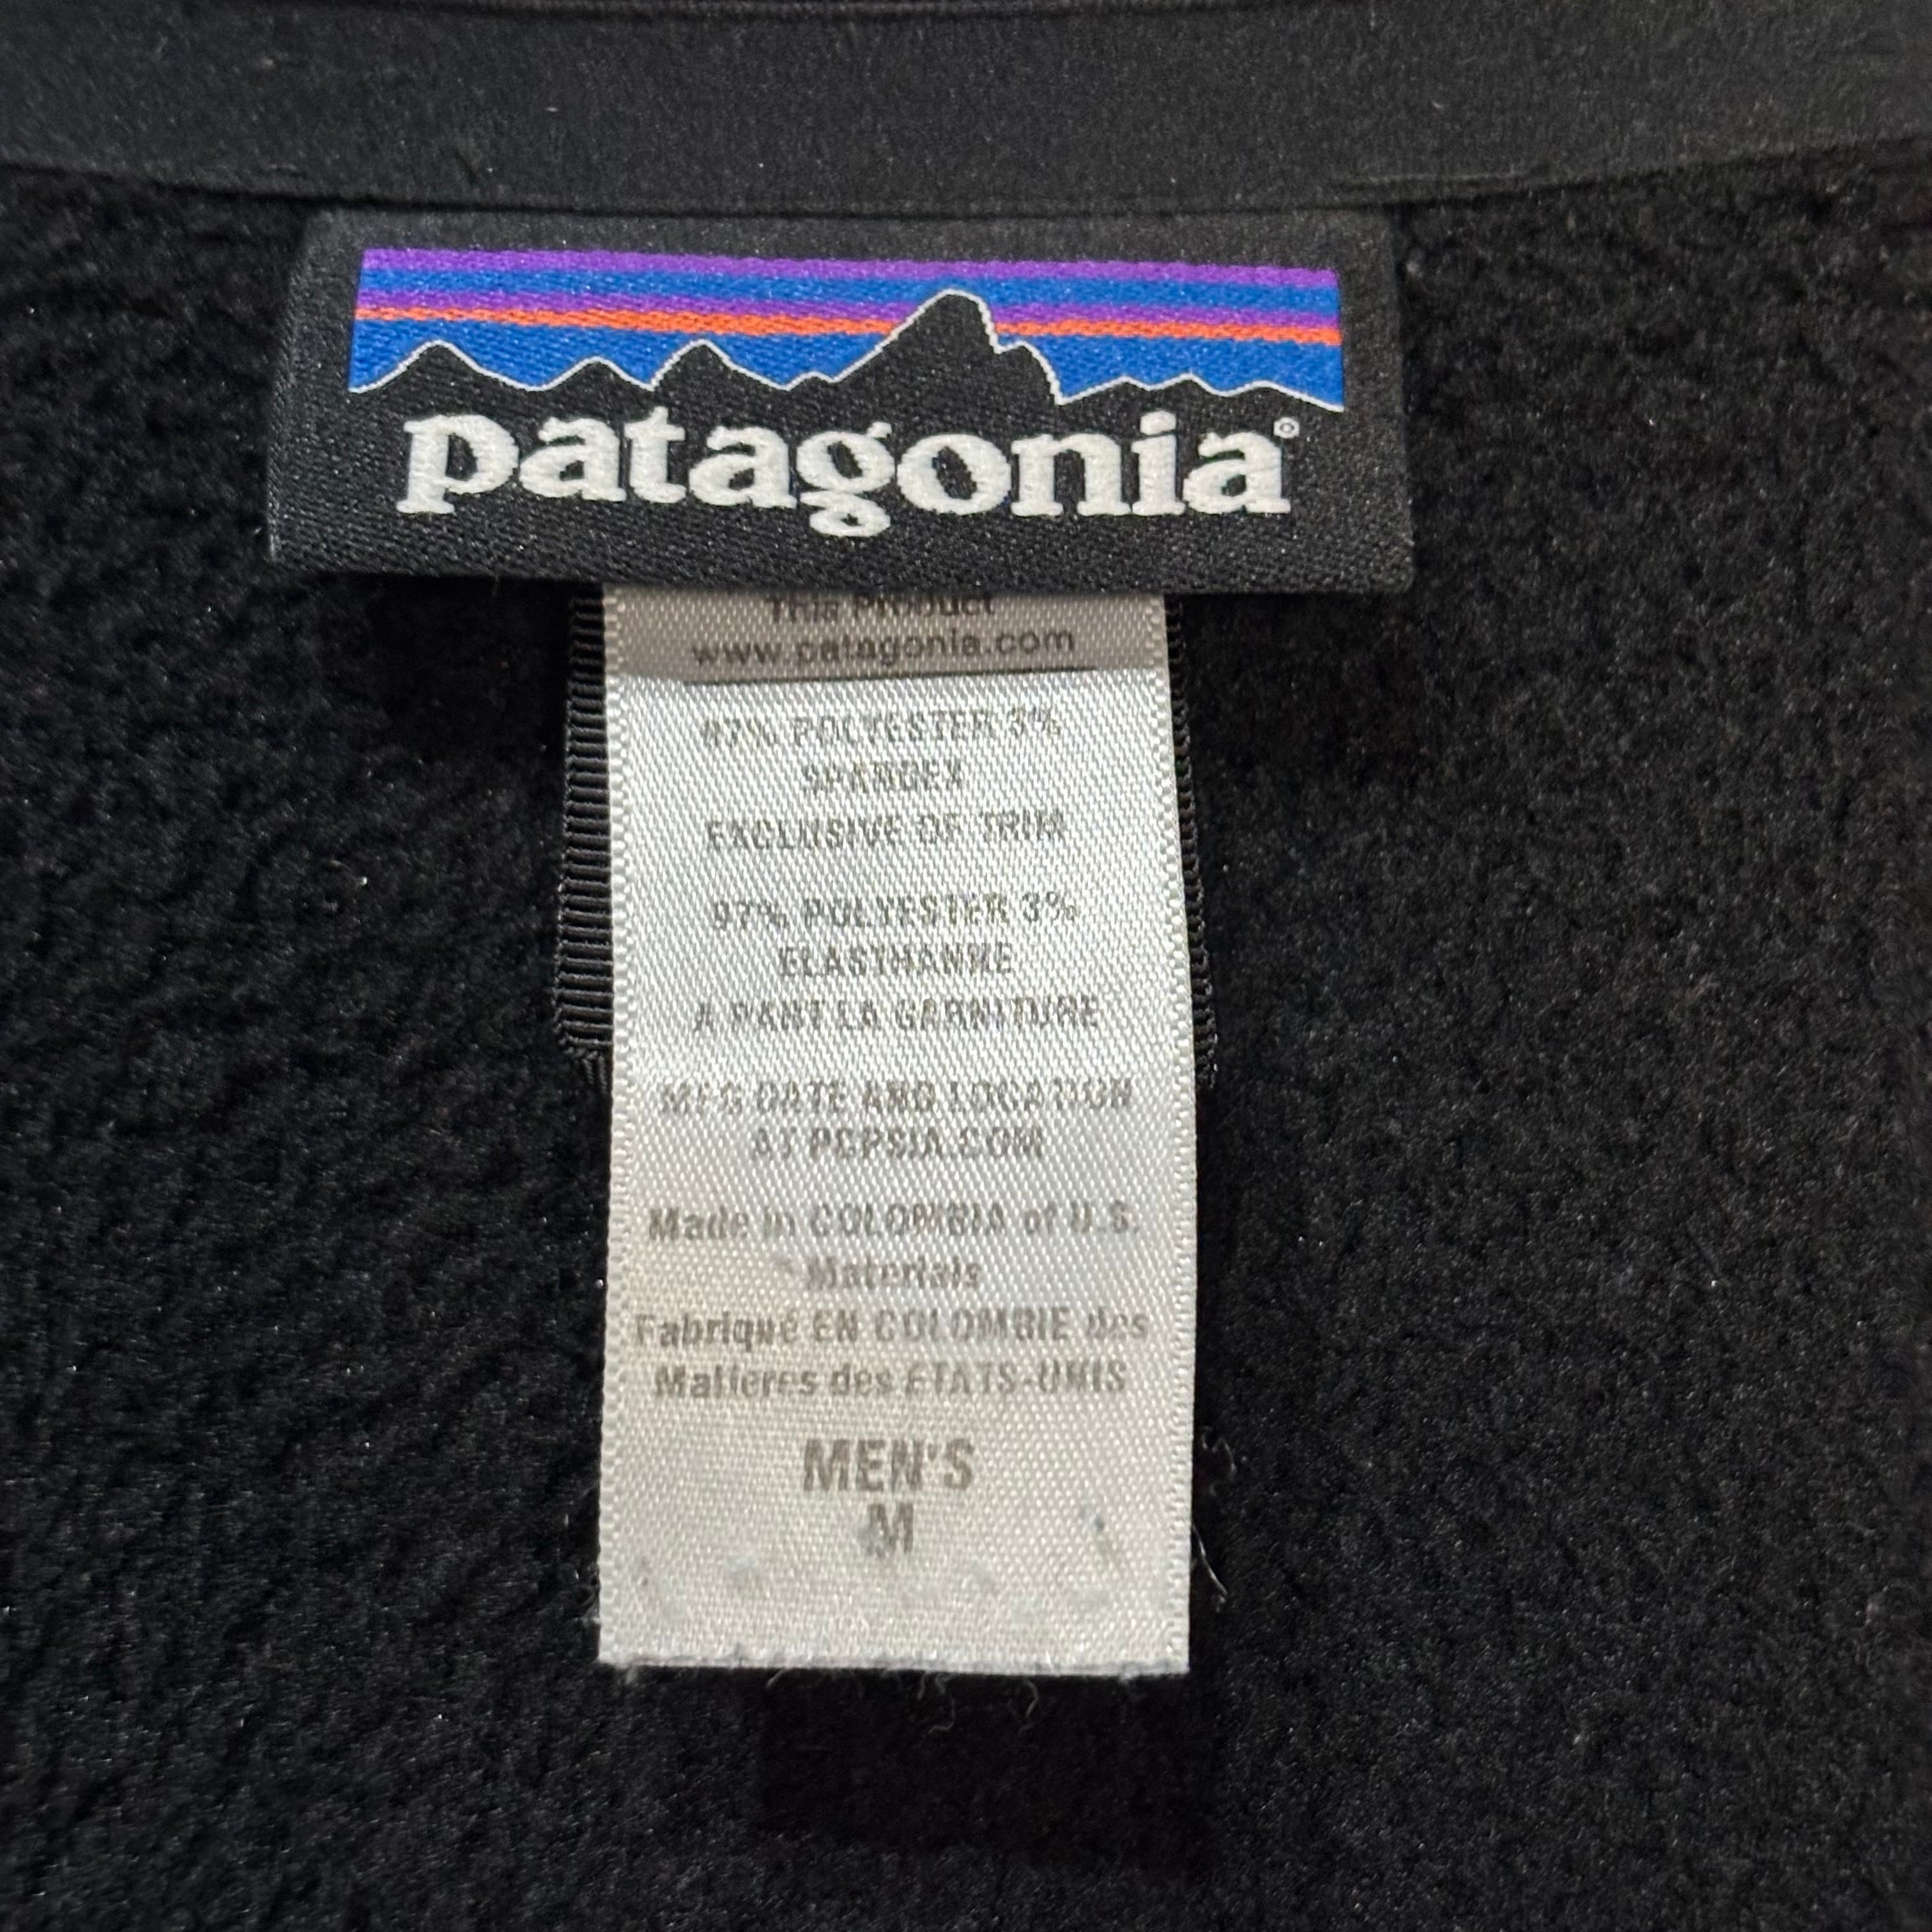 patagonia®
This Product
www.patagonia.com
97% POLYESTER 3%
SPANDEX
EXCLUSIVE OF TRIM
97% POLYESTER 3%
ELASTHANNE
A PART LA GARNITURE
MFG DATE AND LOCATION
AT PCPSIA.COM
Made in COLOMBIA of U.S.
Materials
Fabriqué EN COLOMBIE des
Matieres des ETATS-UNIS
MEN'S
M